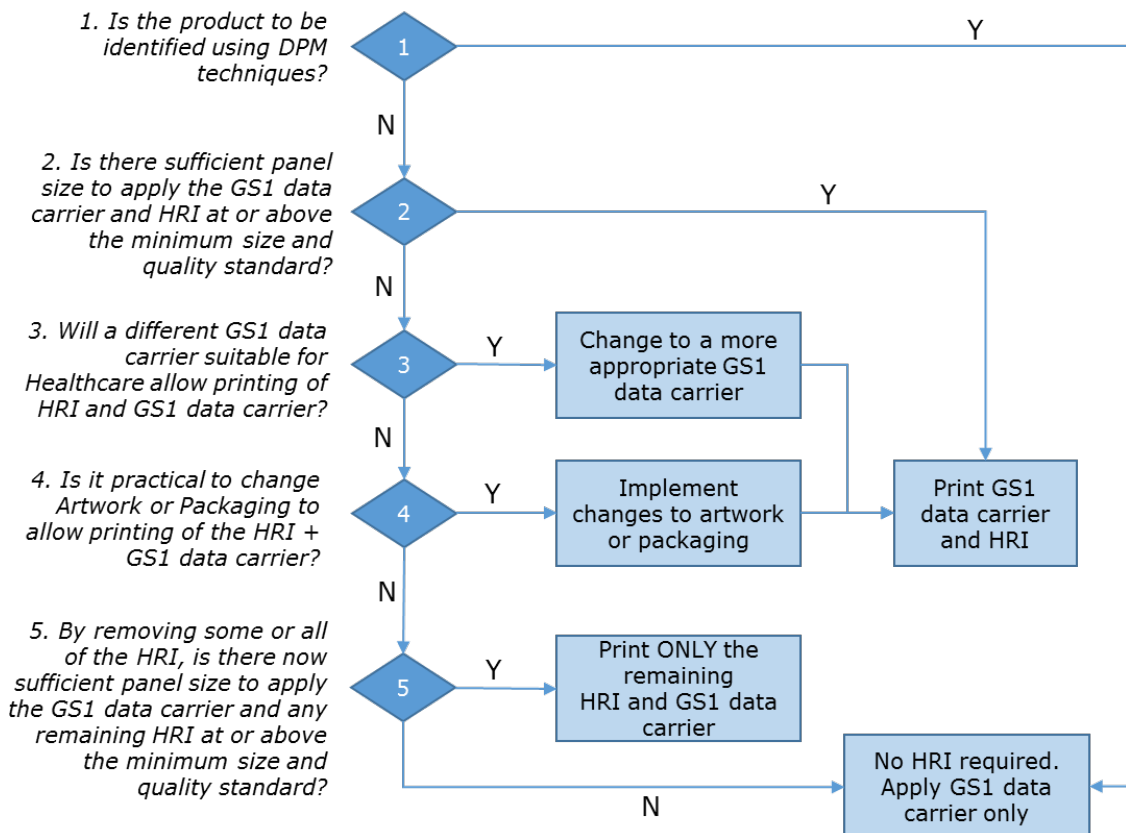 1. Is the product to be
identified using DPM
techniques?
1
Y
N
2. Is there sufficient panel
size to apply the GS1 data
carrier and HRI at or above
the minimum size and
quality standard?
2
Y
N
3. Will a different GS1 data
carrier suitable for
Healthcare allow printing of
HRI and GS1 data carrier?
3
Y
Change to a more
appropriate GS1
data carrier
N
4. Is it practical to change
Artwork or Packaging to
allow printing of the HRI +
GS1 data carrier?
4
Y
Implement
changes to artwork
or packaging
Print GS1
data carrier
and HRI
N
5. By removing some or all
of the HRI, is there now
sufficient panel size to apply
the GS1 data carrier and any
remaining HRI at or above
the minimum size and
quality standard?
5
Y
Print ONLY the
remaining
HRI and GS1 data
carrier
N
No HRI required.
Apply GS1 data
carrier only